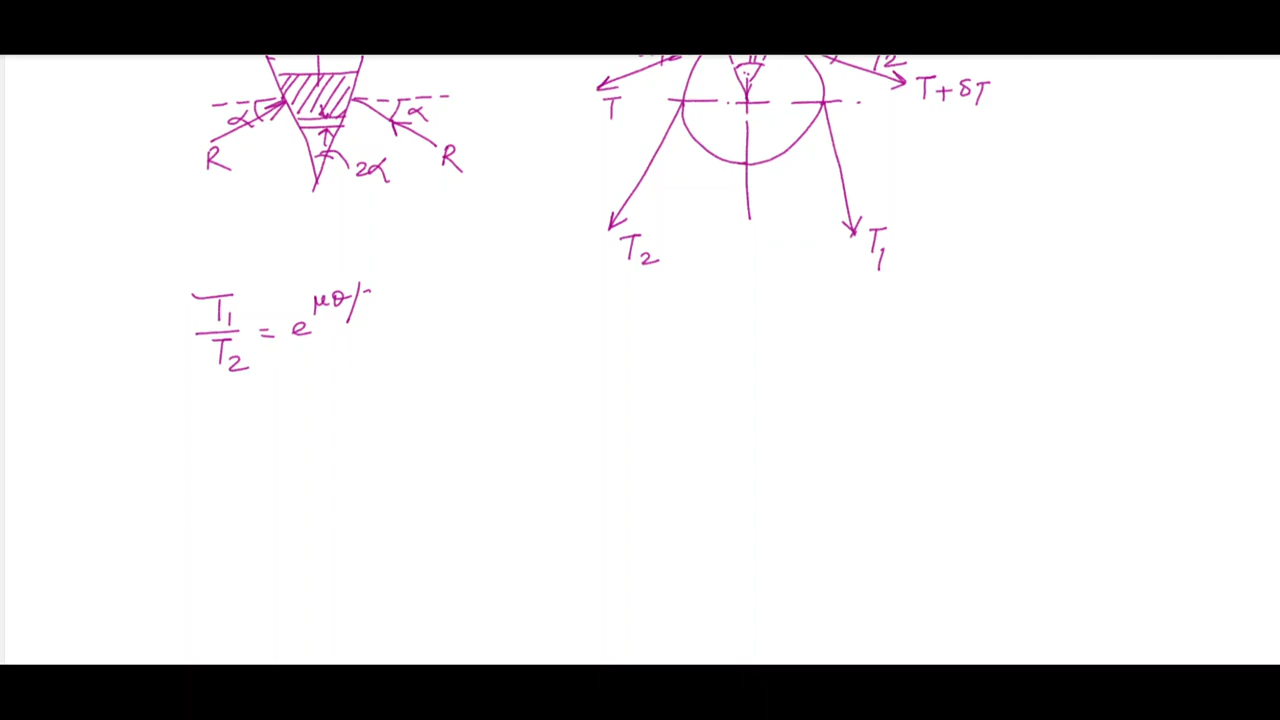 T T + δT
α α
R R
2α
T₂ T₁
T₁/T₂ = e^μθ/